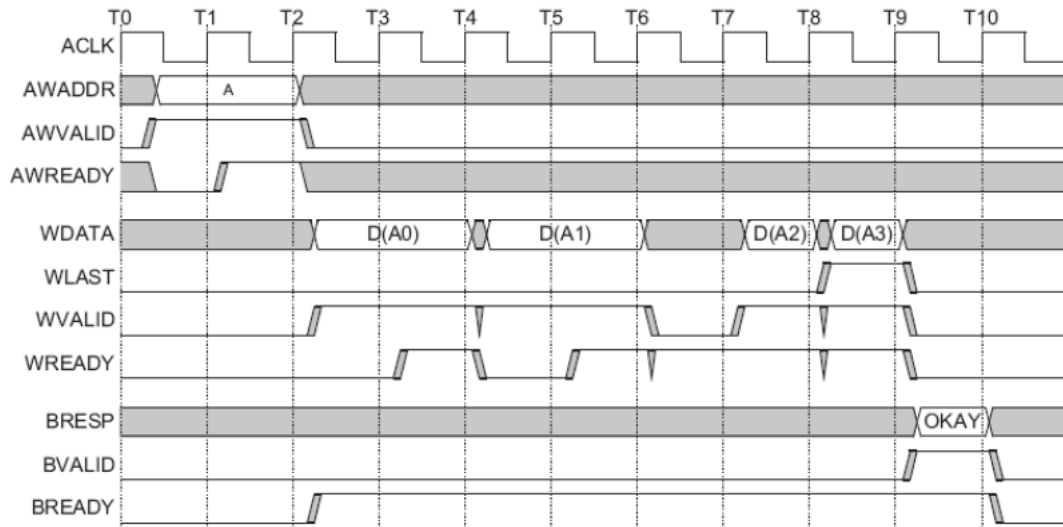 T0 T1 T2 T3 T4 T5 T6 T7 T8 T9 T10
ACLK
AWADDR A
AWVALID
AWREADY
WDATA D(A0) D(A1) D(A2) D(A3)
WLAST
WVALID
WREADY
BRESP OKAY
BVALID
BREADY